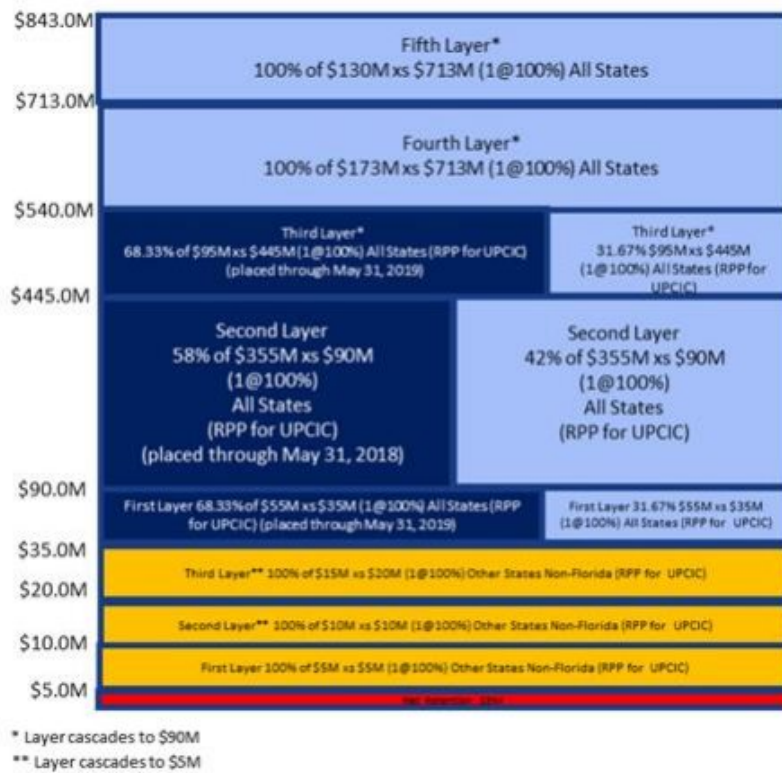 $843.0M
Fifth Layer*
100% of $130M xs $713M (1@100%) All States
$713.0M
Fourth Layer*
100% of $173M xs $713M (1@100%) All States
$540.0M
Third Layer*
68.33% of $95M xs $445M (1@100%) All States (RPP for UPCIC)
(placed through May 31, 2019)
Third Layer*
31.67% $95M xs $445M
(1@100%) All States (RPP for
UPCIC)
$445.0M
Second Layer
58% of $355M xs $90M
(1@100%)
All States
(RPP for UPCIC)
(placed through May 31, 2018)
Second Layer
42% of $355M xs $90M
(1@100%)
All States
(RPP for UPCIC)
$90.0M
First Layer 68.33% of $55M xs $35M (1@100%) All States (RPP
for UPCIC) (placed through May 31, 2019)
First Layer 31.67% $55M xs $35M
(1@100%) All States (RPP for UPCIC)
$35.0M
Third Layer** 100% of $15M xs $20M (1@100%) Other States Non-Florida (RPP for UPCIC)
$20.0M
Second Layer** 100% of $10M xs $10M (1@100%) Other States Non-Florida (RPP for UPCIC)
$10.0M
First Layer 100% of $5M xs $5M (1@100%) Other States Non-Florida (RPP for UPCIC)
$5.0M
Net Retention
* Layer cascades to $90M
** Layer cascades to $5M